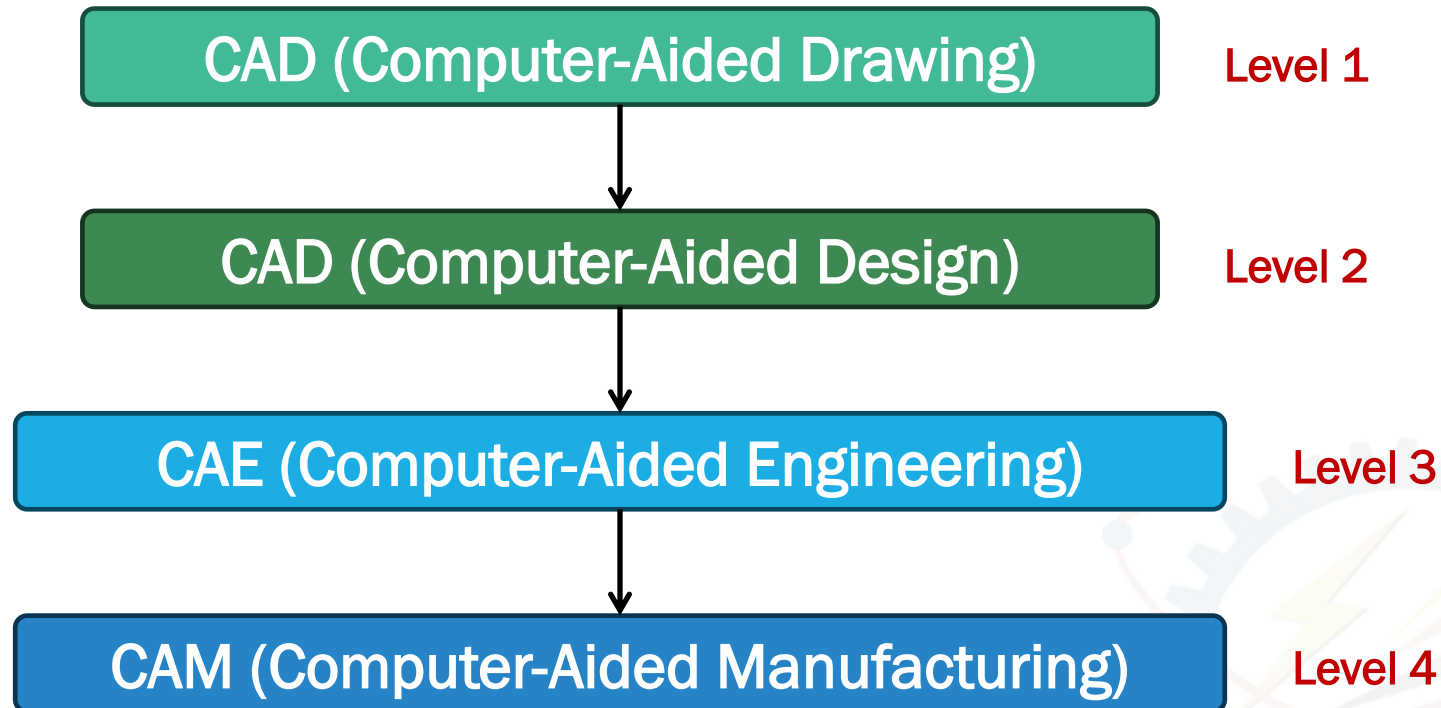 CAD (Computer-Aided Drawing)
Level 1
CAD (Computer-Aided Design)
Level 2
CAE (Computer-Aided Engineering)
Level 3
CAM (Computer-Aided Manufacturing)
Level 4